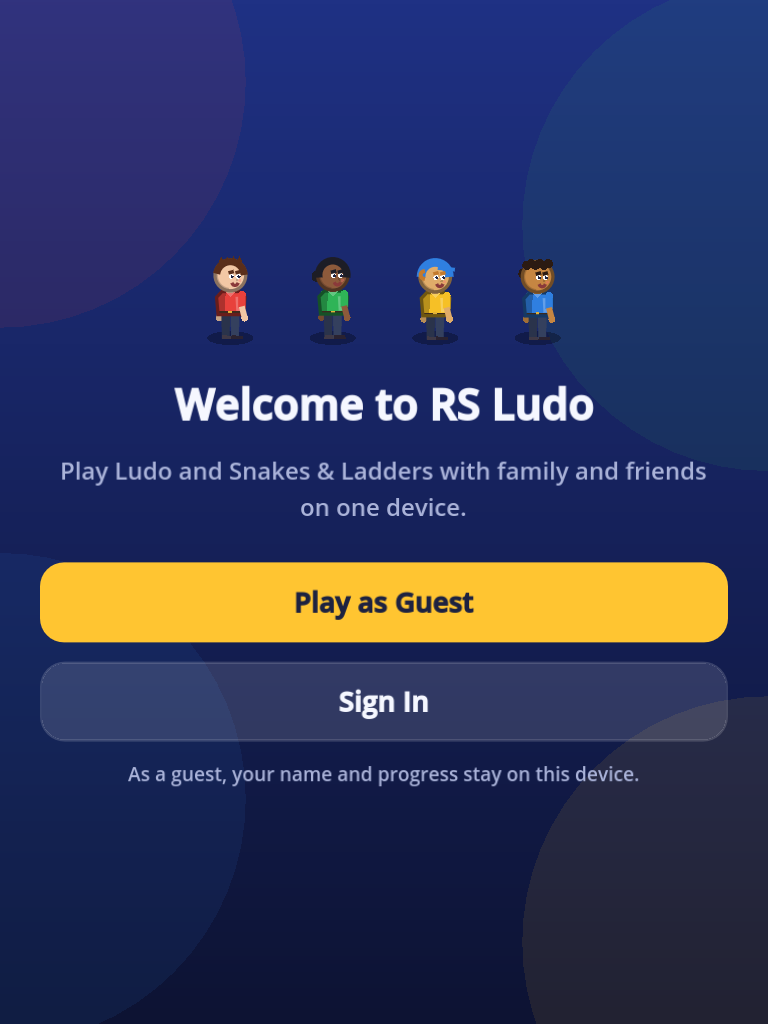 Welcome to RS Ludo
Play Ludo and Snakes & Ladders with family and friends
on one device.
Play as Guest
Sign In
As a guest, your name and progress stay on this device.